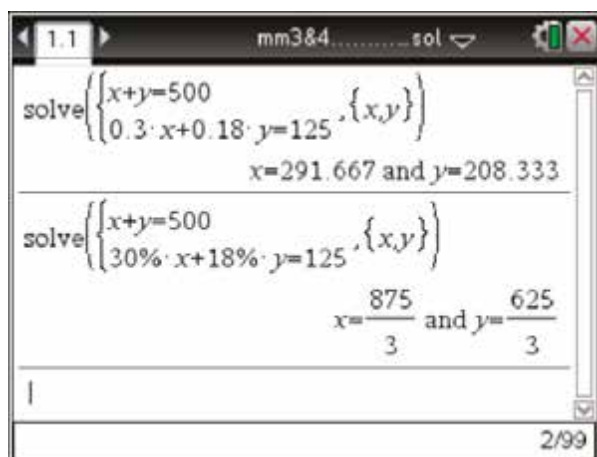 1.1 mm3&4...........sol
solve({x+y=500
0.3·x+0.18·y=125 ,{x,y})
x=291.667 and y=208.333
solve({x+y=500
30%·x+18%·y=125 ,{x,y})
x=875/3 and y=625/3
2/99